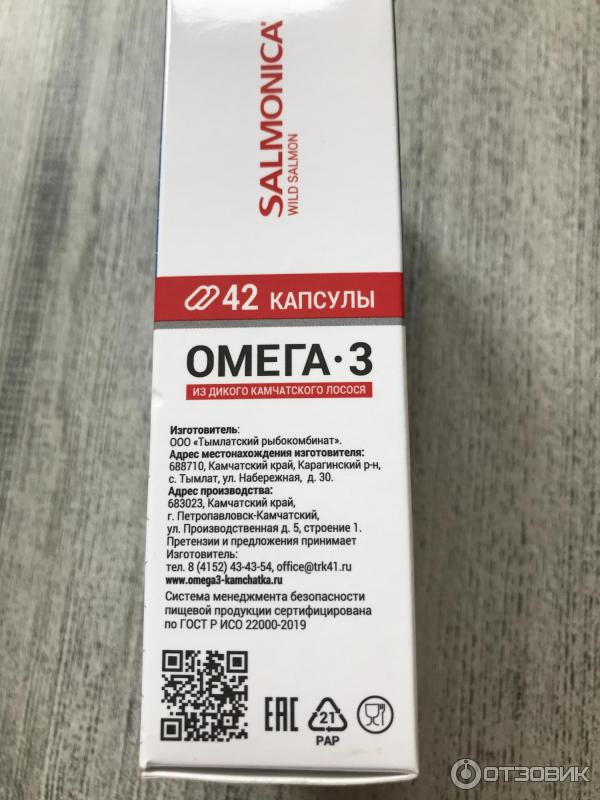 SALMONICA®
WILD SALMON
42 КАПСУЛЫ
ОМЕГА·3
ИЗ ДИКОГО КАМЧАТСКОГО ЛОСОСЯ
Изготовитель:
ООО «Тымлатский рыбокомбинат».
Адрес местонахождения изготовителя:
688710, Камчатский край, Карагинский р-н,
с. Тымлат, ул. Набережная, д. 30.
Адрес производства:
683023, Камчатский край,
г. Петропавловск-Камчатский,
ул. Производственная д. 5, строение 1.
Претензии и предложения принимает
Изготовитель:
тел. 8 (4152) 43-43-54, office@trk41.ru
www.omega3-kamchatka.ru
Система менеджмента безопасности
пищевой продукции сертифицирована
по ГОСТ Р ИСО 22000-2019
EAC
21
PAP
ОТЗОВИК